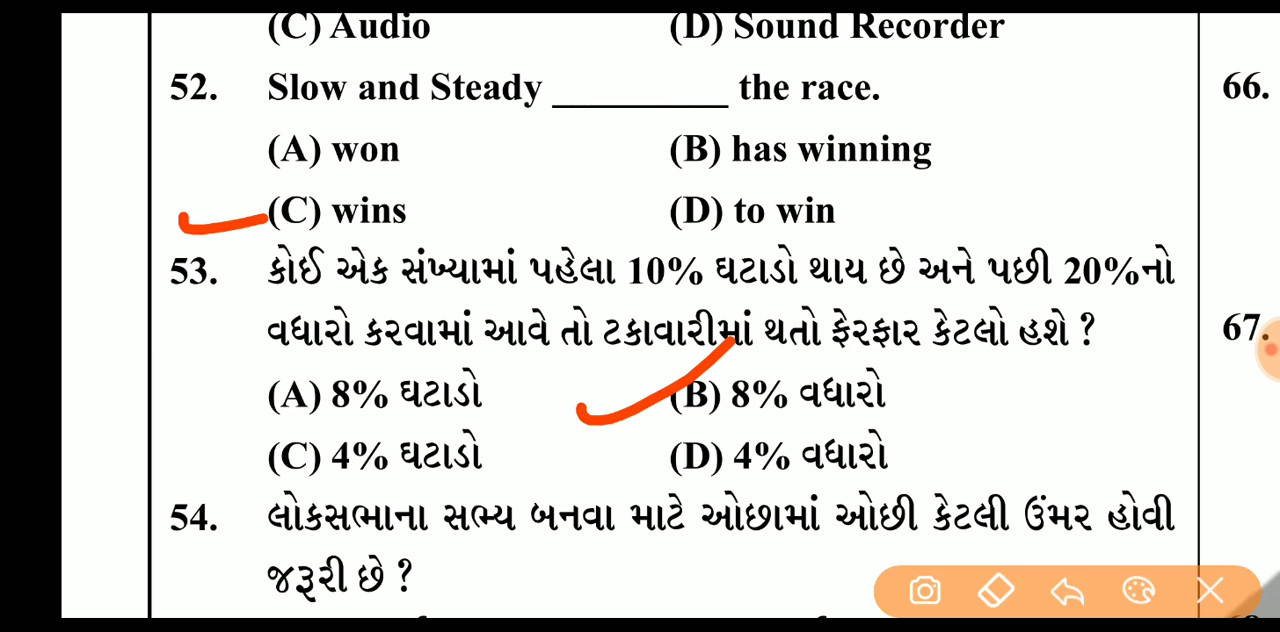 (C) Audio (D) Sound Recorder
52. Slow and Steady _________ the race. 66.
(A) won (B) has winning
(C) wins (D) to win
53. કોઈ એક સંખ્યામાં પહેલા 10% ઘટાડો થાય છે અને પછી 20%નો
વધારો કરવામાં આવે તો ટકાવારીમાં થતો ફેરફાર કેટલો હશે ? 67.
(A) 8% ઘટાડો (B) 8% વધારો
(C) 4% ઘટાડો (D) 4% વધારો
54. લોકસભાના સભ્ય બનવા માટે ઓછામાં ઓછી કેટલી ઉંમર હોવી
જરૂરી છે ?